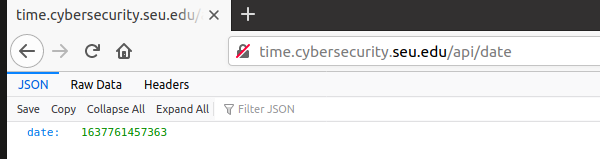 time.cybersecurity.seu.edu/
time.cybersecurity.seu.edu/api/date
JSON Raw Data Headers
Save Copy Collapse All Expand All Filter JSON
date: 1637761457363